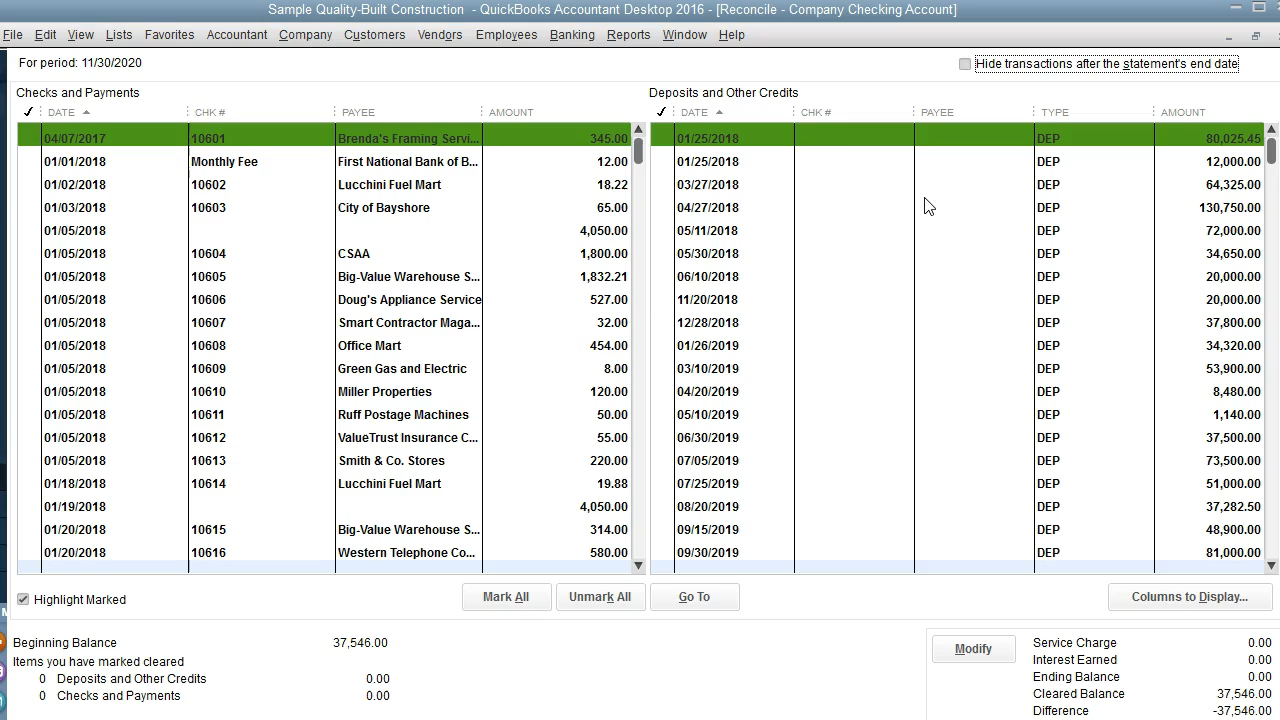 Sample Quality-Built Construction - QuickBooks Accountant Desktop 2016 - [Reconcile - Company Checking Account]
File Edit View Lists Favorites Accountant Company Customers Vendors Employees Banking Reports Window Help
For period: 11/30/2020
Hide transactions after the statement's end date
Checks and Payments
✓ DATE CHK # PAYEE AMOUNT
04/07/2017 10601 Brenda's Framing Servi... 345.00
01/01/2018 Monthly Fee First National Bank of B... 12.00
01/02/2018 10602 Lucchini Fuel Mart 18.22
01/03/2018 10603 City of Bayshore 65.00
01/05/2018 4,050.00
01/05/2018 10604 CSAA 1,800.00
01/05/2018 10605 Big-Value Warehouse S... 1,832.21
01/05/2018 10606 Doug's Appliance Service 527.00
01/05/2018 10607 Smart Contractor Maga... 32.00
01/05/2018 10608 Office Mart 454.00
01/05/2018 10609 Green Gas and Electric 8.00
01/05/2018 10610 Miller Properties 120.00
01/05/2018 10611 Ruff Postage Machines 50.00
01/05/2018 10612 ValueTrust Insurance C... 55.00
01/05/2018 10613 Smith & Co. Stores 220.00
01/18/2018 10614 Lucchini Fuel Mart 19.88
01/19/2018 4,050.00
01/20/2018 10615 Big-Value Warehouse S... 314.00
01/20/2018 10616 Western Telephone Co... 580.00
Deposits and Other Credits
✓ DATE CHK # PAYEE TYPE AMOUNT
01/25/2018 DEP 80,025.45
01/25/2018 DEP 12,000.00
03/27/2018 DEP 64,325.00
04/27/2018 DEP 130,750.00
05/11/2018 DEP 72,000.00
05/30/2018 DEP 34,650.00
06/10/2018 DEP 20,000.00
11/20/2018 DEP 20,000.00
12/28/2018 DEP 37,800.00
01/26/2019 DEP 34,320.00
03/10/2019 DEP 53,900.00
04/20/2019 DEP 8,480.00
05/10/2019 DEP 1,140.00
06/30/2019 DEP 37,500.00
07/05/2019 DEP 73,500.00
07/25/2019 DEP 51,000.00
08/20/2019 DEP 37,282.50
09/15/2019 DEP 48,900.00
09/30/2019 DEP 81,000.00
Highlight Marked
Mark All Unmark All Go To Columns to Display...
Beginning Balance 37,546.00
Items you have marked cleared
0 Deposits and Other Credits 0.00
0 Checks and Payments 0.00
Modify
Service Charge 0.00
Interest Earned 0.00
Ending Balance 0.00
Cleared Balance 37,546.00
Difference -37,546.00